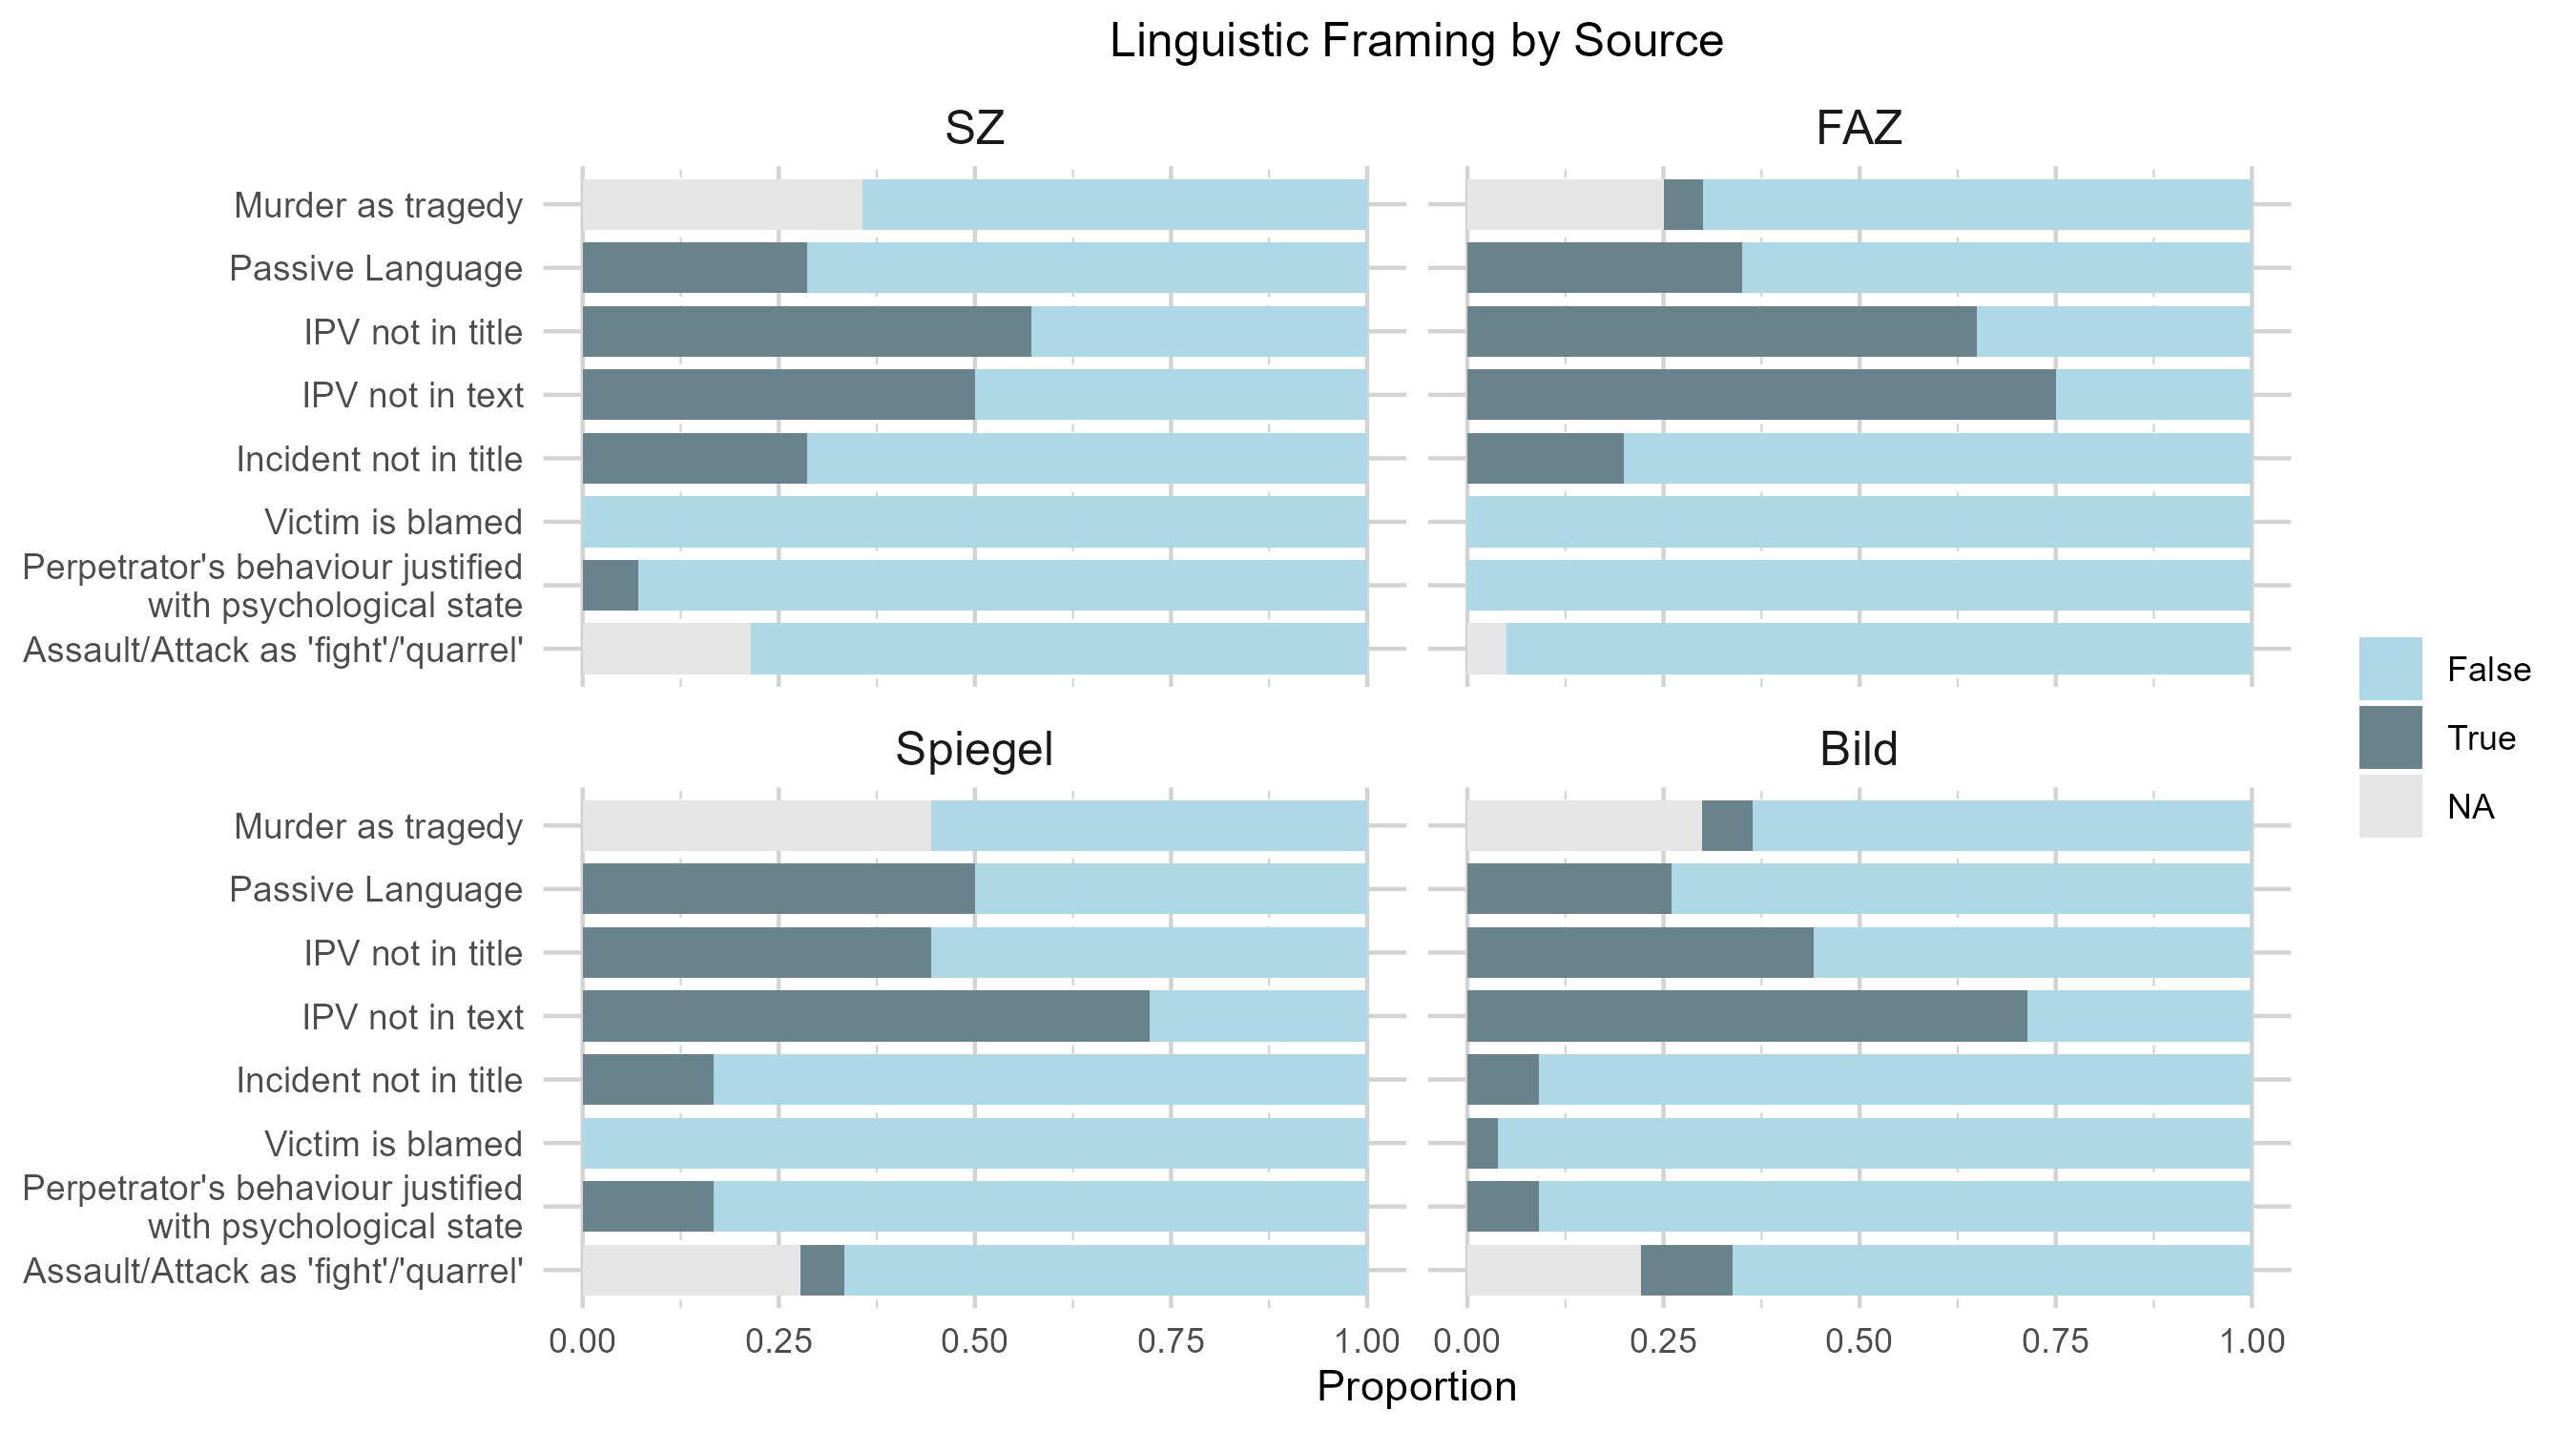 Linguistic Framing by Source
SZ
FAZ
Murder as tragedy
Passive Language
IPV not in title
IPV not in text
Incident not in title
Victim is blamed
Perpetrator's behaviour justified
with psychological state
Assault/Attack as 'fight'/'quarrel'
False
True
NA
Spiegel
Bild
Murder as tragedy
Passive Language
IPV not in title
IPV not in text
Incident not in title
Victim is blamed
Perpetrator's behaviour justified
with psychological state
Assault/Attack as 'fight'/'quarrel'
0.00 0.25 0.50 0.75 1.00 0.00 0.25 0.50 0.75 1.00
Proportion